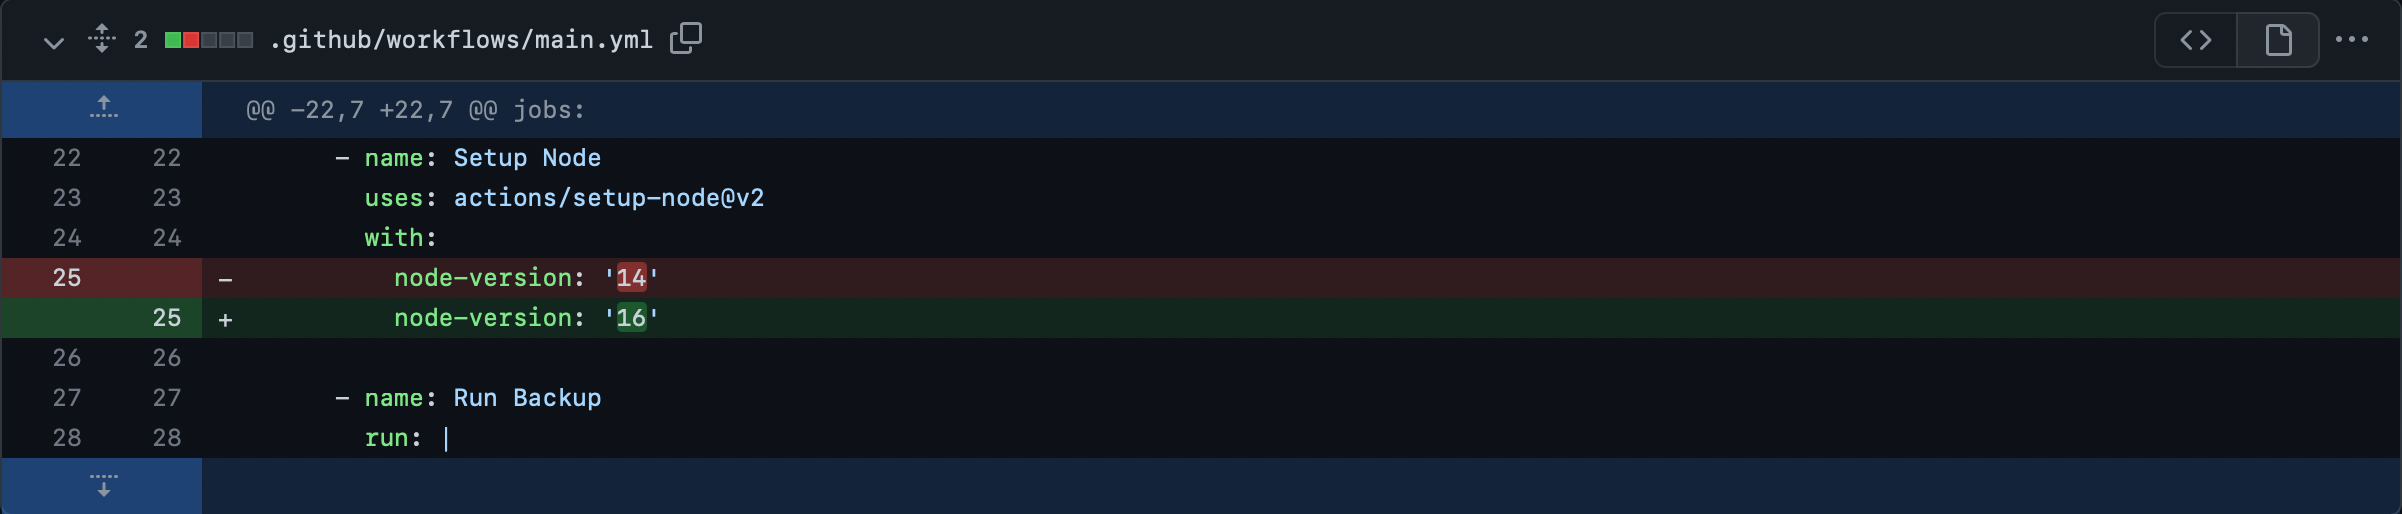 2 .github/workflows/main.yml
@@ -22,7 +22,7 @@ jobs:
22 22 - name: Setup Node
23 23 uses: actions/setup-node@v2
24 24 with:
25 - node-version: '14'
25 + node-version: '16'
26 26
27 27 - name: Run Backup
28 28 run: |